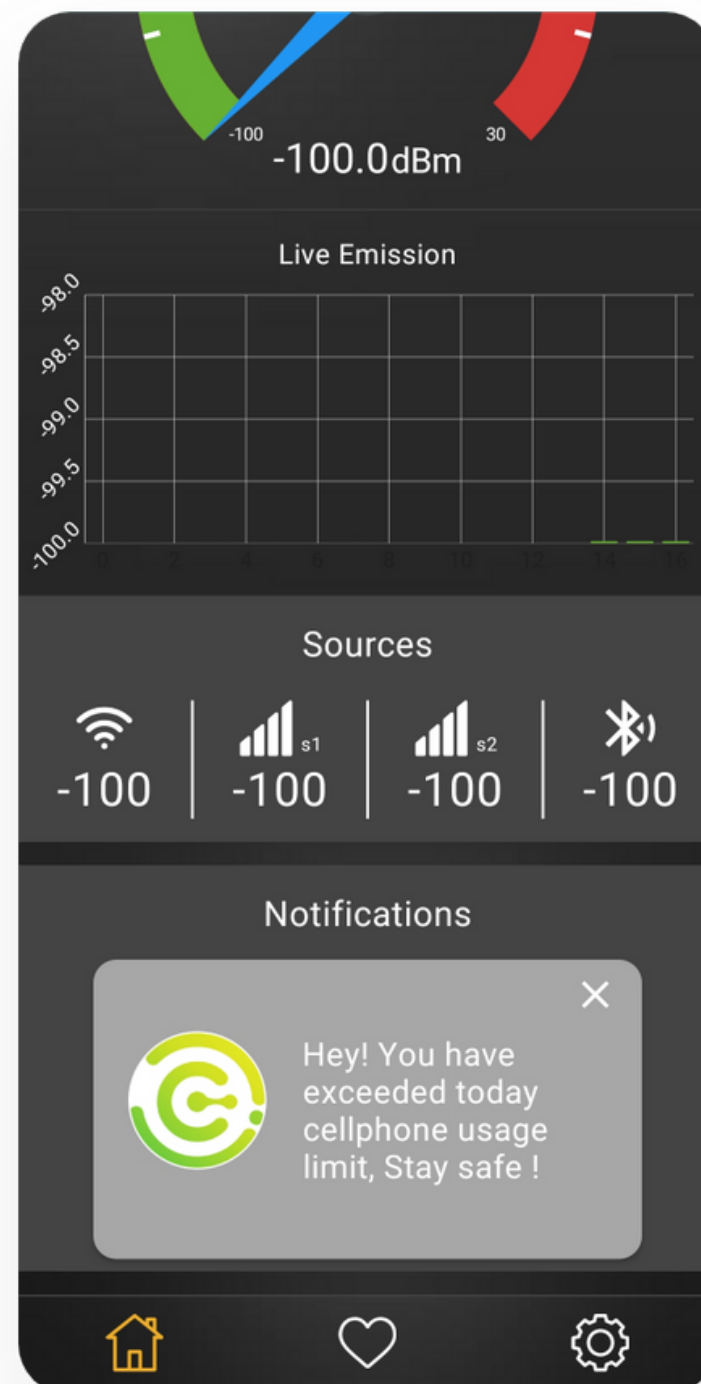 -100
30
-100.0dBm
Live Emission
-98.0
-98.5
-99.0
-99.5
-100.0
0 2 4 6 8 10 12 14 16
Sources
s1
s2
-100 -100 -100 -100
Notifications
Hey! You have
exceeded today
cellphone usage
limit, Stay safe !